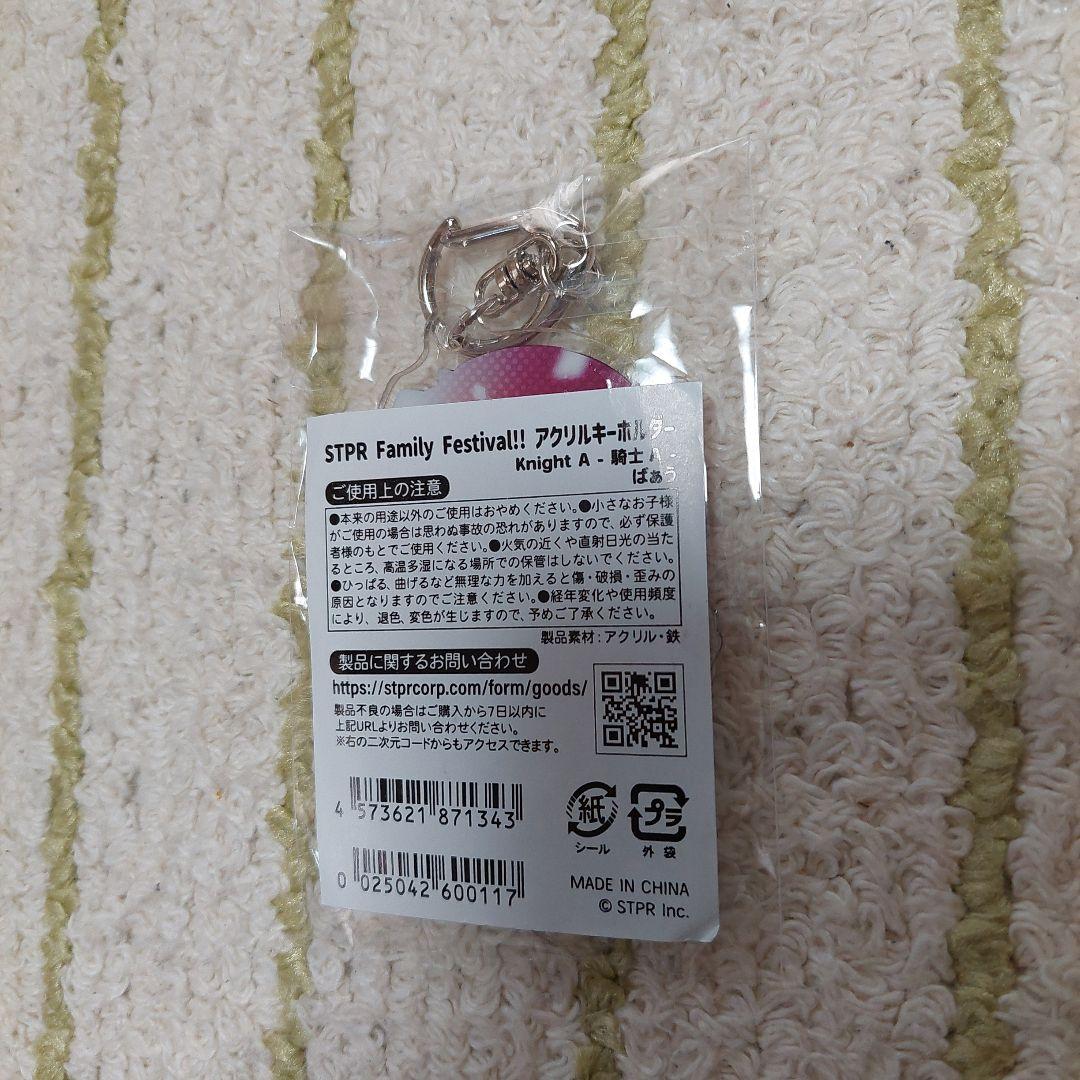 STPR Family Festival!! アクリルキーホルダー
Knight A - 騎士 A -
ばぁう
ご使用上の注意
●本来の用途以外のご使用はおやめください。●小さなお子様
がご使用の場合は思わぬ事故の恐れがありますので、必ず保護
者様のもとでご使用ください。●火気の近くや直射日光の当た
るところ、高温多湿になる場所での保管はしないでください。
●ひっぱる、曲げるなど無理な力を加えると傷・破損・歪みの
原因となりますのでご注意ください。●経年変化や使用頻度
により、退色、変色が生じますので、予めご了承ください。
製品素材：アクリル・鉄
製品に関するお問い合わせ
https://stprcorp.com/form/goods/
製品不良の場合はご購入から7日以内に
上記URLよりお問い合わせください。
※右の二次元コードからもアクセスできます。
4 573621 871343
紙
シール
プラ
外袋
0 025042 600117
MADE IN CHINA
© STPR Inc.